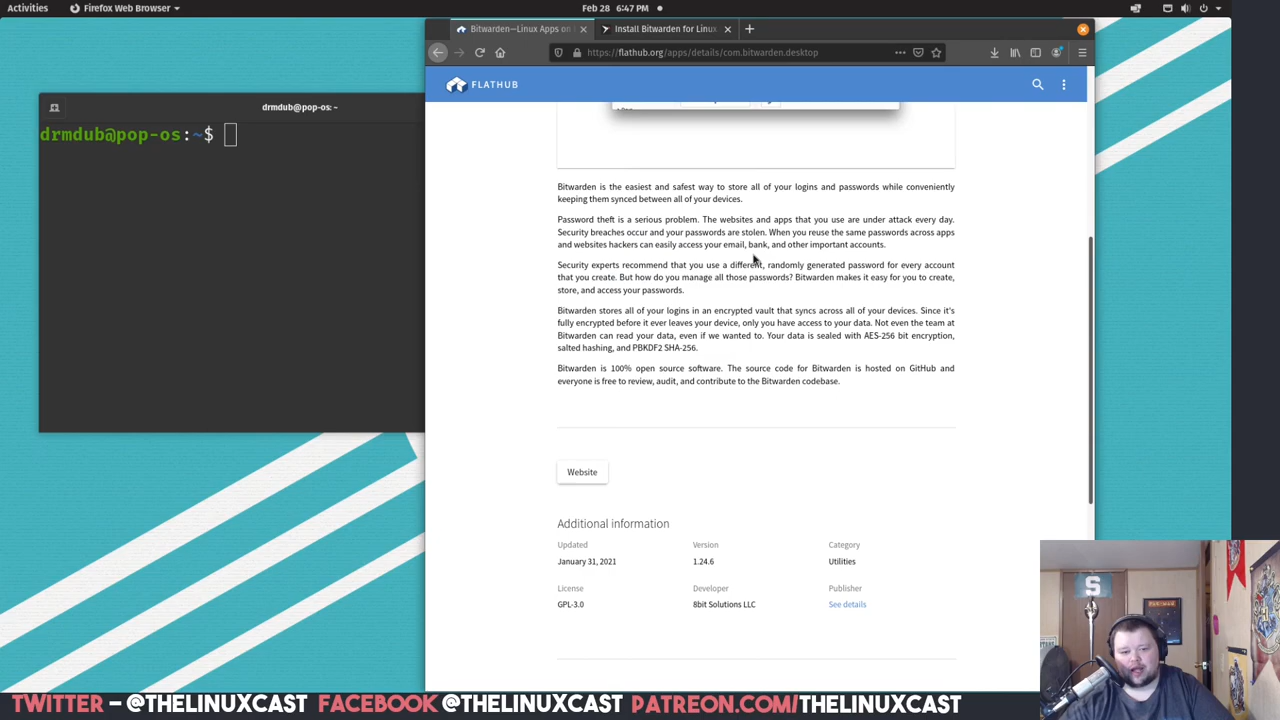 Activities
Firefox Web Browser
Feb 28 6:47 PM
Bitwarden—Linux Apps on
Install Bitwarden for Linux
https://flathub.org/apps/details/com.bitwarden.desktop
FLATHUB
drmdub@pop-os: ~
drmdub@pop-os:~$
Bitwarden is the easiest and safest way to store all of your logins and passwords while conveniently
keeping them synced between all of your devices.
Password theft is a serious problem. The websites and apps that you use are under attack every day.
Security breaches occur and your passwords are stolen. When you reuse the same passwords across apps
and websites hackers can easily access your email, bank, and other important accounts.
Security experts recommend that you use a different, randomly generated password for every account
that you create. But how do you manage all those passwords? Bitwarden makes it easy for you to create,
store, and access your passwords.
Bitwarden stores all of your logins in an encrypted vault that syncs across all of your devices. Since it's
fully encrypted before it ever leaves your device, only you have access to your data. Not even the team at
Bitwarden can read your data, even if we wanted to. Your data is sealed with AES-256 bit encryption,
salted hashing, and PBKDF2 SHA-256.
Bitwarden is 100% open source software. The source code for Bitwarden is hosted on GitHub and
everyone is free to review, audit, and contribute to the Bitwarden codebase.
Website
Additional information
Updated Version Category
January 31, 2021 1.24.6 Utilities
License Developer Publisher
GPL-3.0 8bit Solutions LLC See details
TWITTER – @THELINUXCAST FACEBOOK @THELINUXCAST PATREON.COM/THELINUXCAST